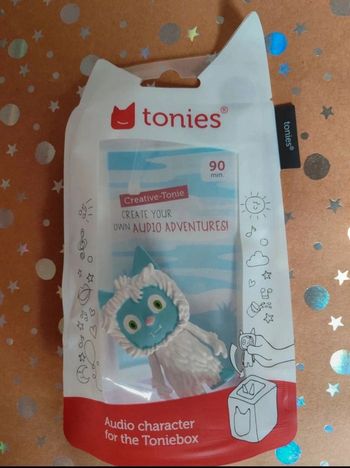 tonies®
tonies®
90
min.
Creative-Tonie
CREATE YOUR
OWN AUDIO ADVENTURES!
Audio character
for the Toniebox